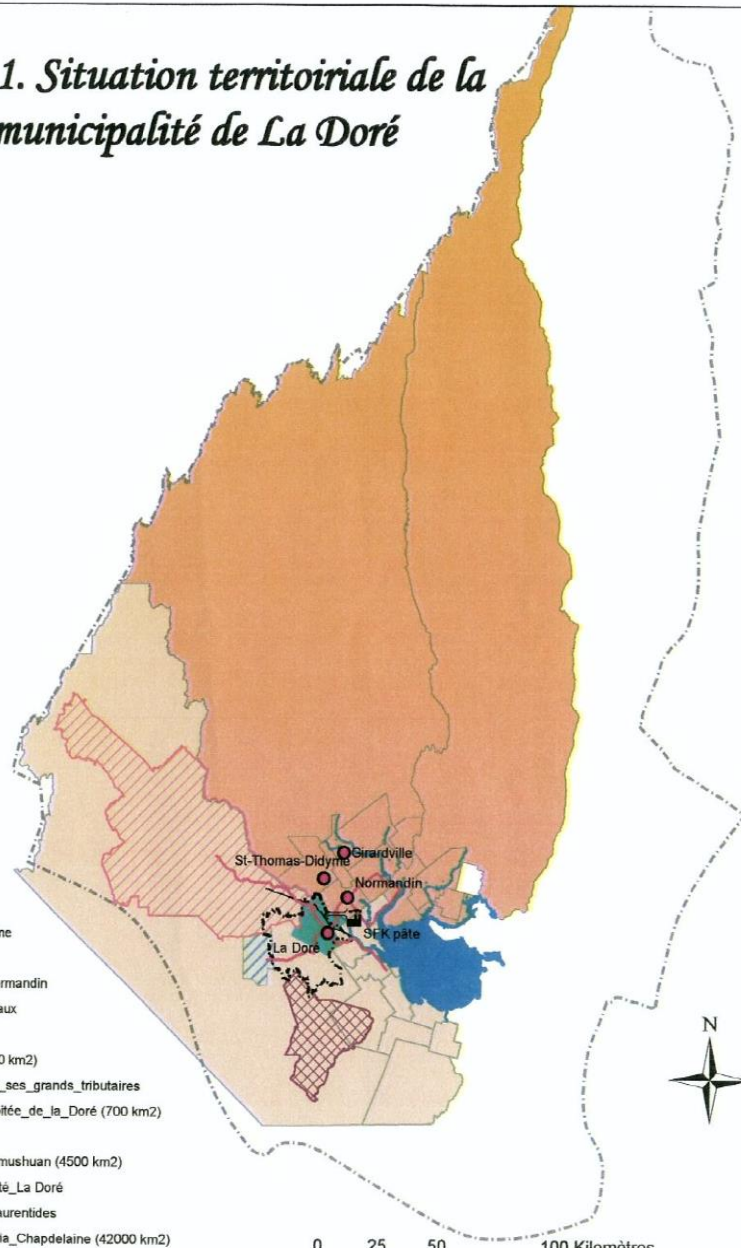 1. Situation territoiriale de la
municipalité de La Doré
Girardville
St-Thomas-Didyme
Normandin
SFK pâte
La Doré
ne
rmandin
aux
0 km2)
_ses_grands_tributaires
itée_de_la_Doré (700 km2)
mushuan (4500 km2)
té_La Doré
aurentides
ia_Chapdelaine (42000 km2)
N
0 25 50 100 Kilomètres